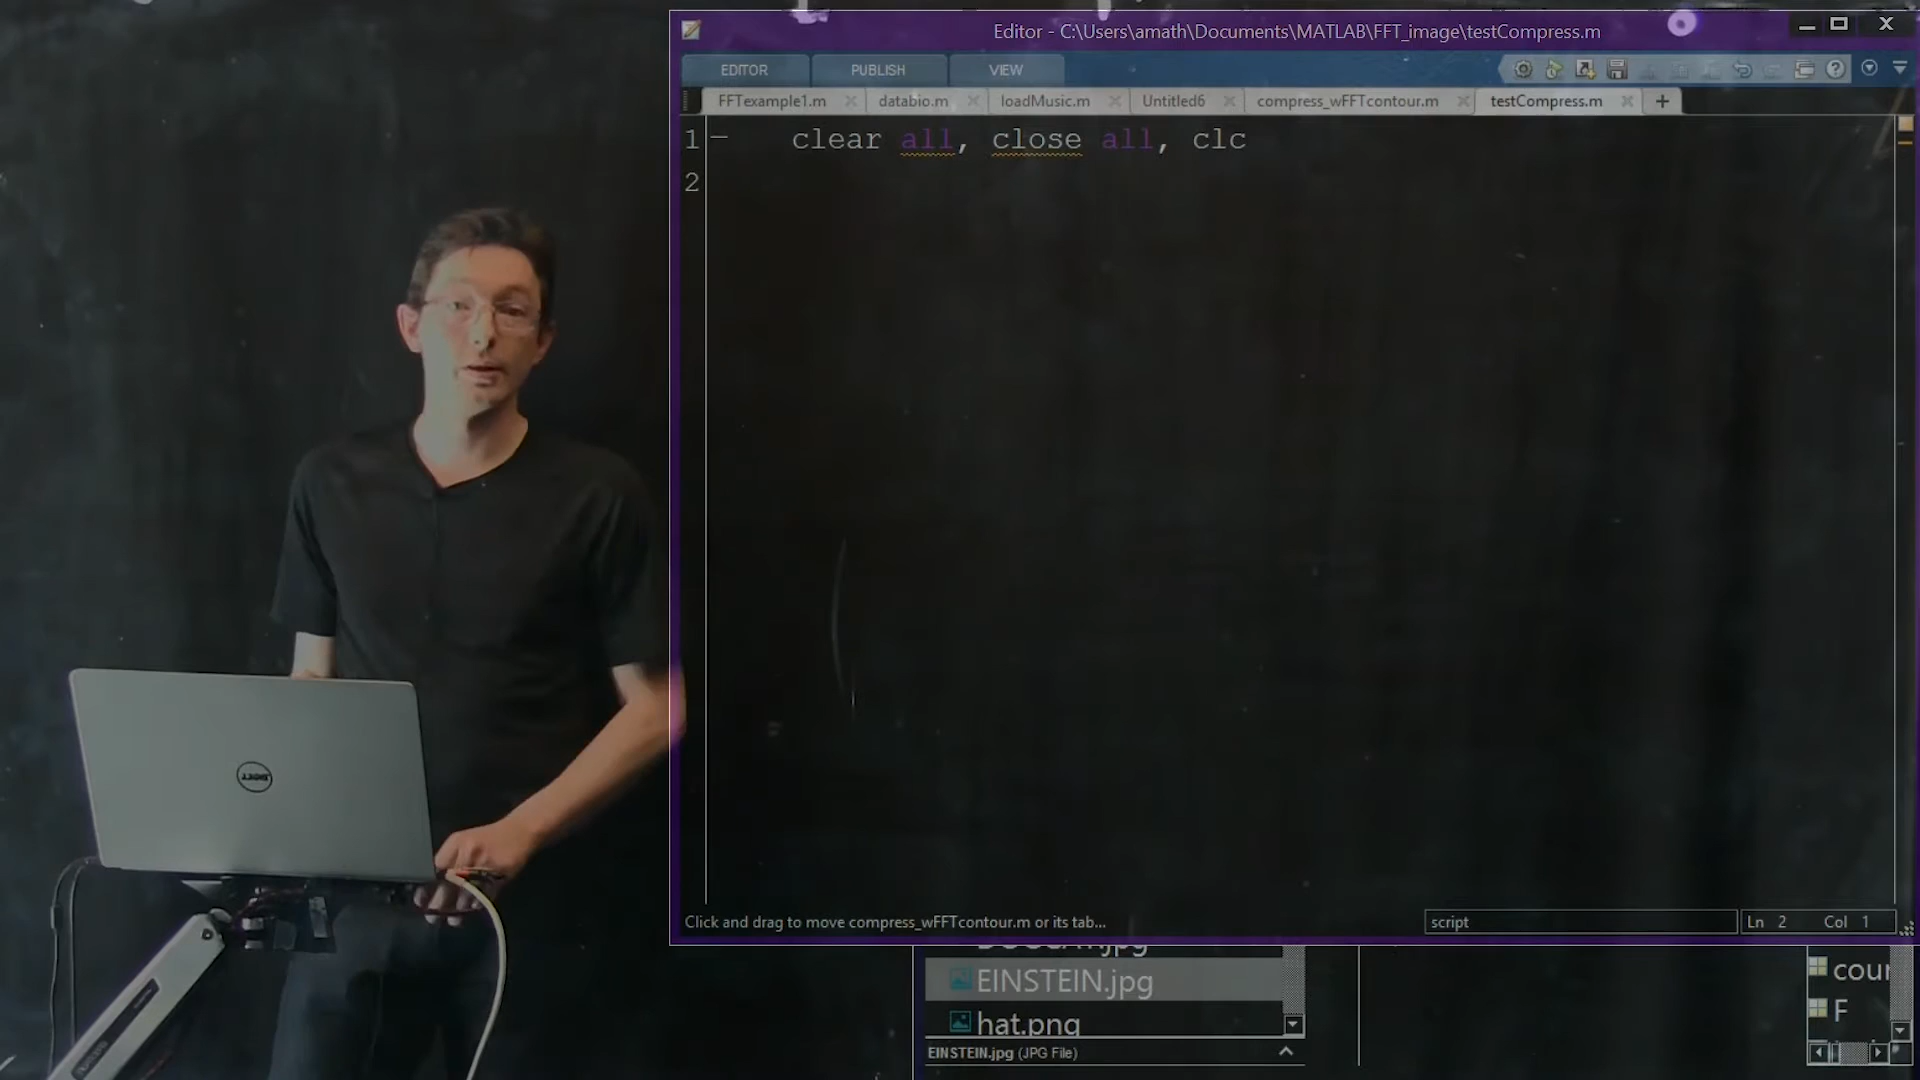 Editor - C:\Users\amath\Documents\MATLAB\FFT_image\testCompress.m
EDITOR PUBLISH VIEW
FFTexample1.m databio.m loadMusic.m Untitled6 compress_wFFTcontour.m testCompress.m
1 clear all, close all, clc
2
Click and drag to move compress_wFFTcontour.m or its tab...
script
Ln 2 Col 1
EINSTEIN.jpg
hat.png
EINSTEIN.jpg (JPG File)
cour
F
DELL